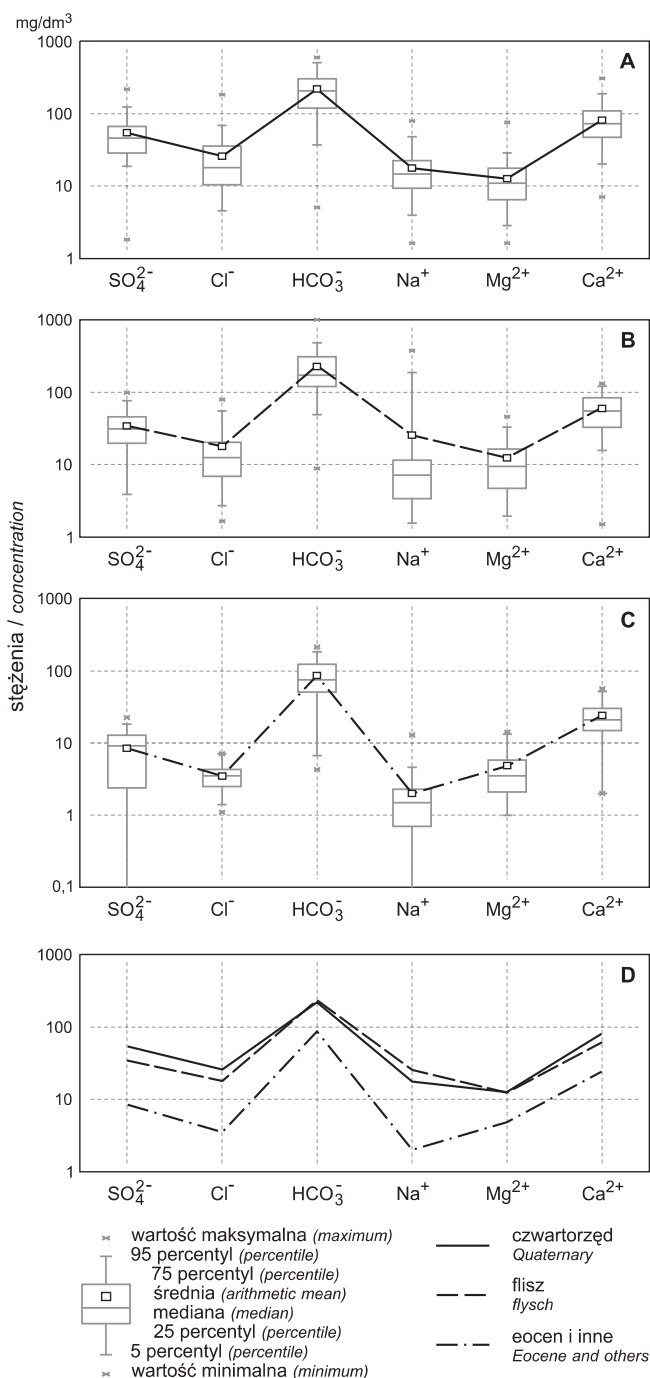 mg/dm³
1000
A
100
10
1
SO₄²⁻ Cl⁻ HCO₃⁻ Na⁺ Mg²⁺ Ca²⁺
1000
B
100
10
1
SO₄²⁻ Cl⁻ HCO₃⁻ Na⁺ Mg²⁺ Ca²⁺
stężenia / concentration
1000
C
100
10
1
0,1
SO₄²⁻ Cl⁻ HCO₃⁻ Na⁺ Mg²⁺ Ca²⁺
1000
D
100
10
1
SO₄²⁻ Cl⁻ HCO₃⁻ Na⁺ Mg²⁺ Ca²⁺
wartość maksymalna (maximum)
95 percentyl (percentile)
75 percentyl (percentile)
średnia (arithmetic mean)
mediana (median)
25 percentyl (percentile)
5 percentyl (percentile)
wartość minimalna (minimum)
czwartorzęd
Quaternary
flisz
flysch
eocen i inne
Eocene and others